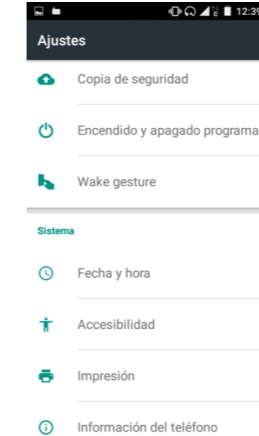 12:39
Ajustes
Copia de seguridad
Encendido y apagado programa
Wake gesture
Sistema
Fecha y hora
Accesibilidad
Impresión
Información del teléfono